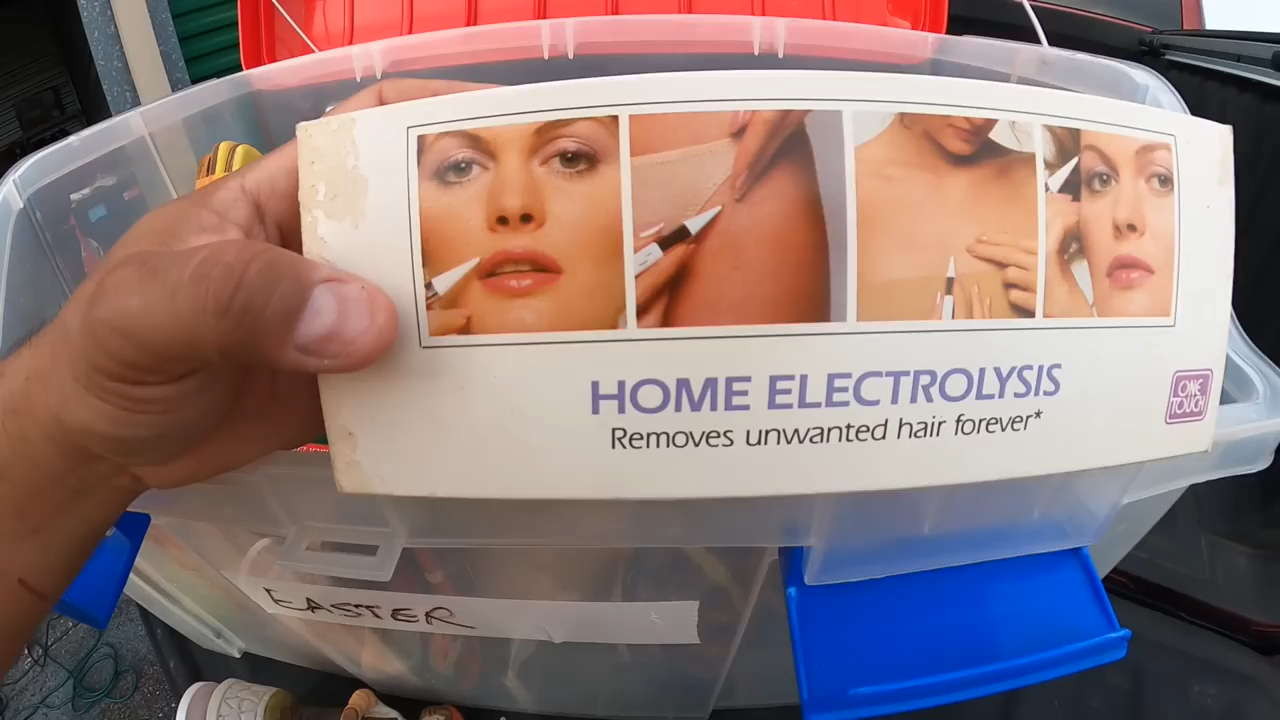 HOME ELECTROLYSIS
Removes unwanted hair forever*
ONE
TOUCH
EASTER